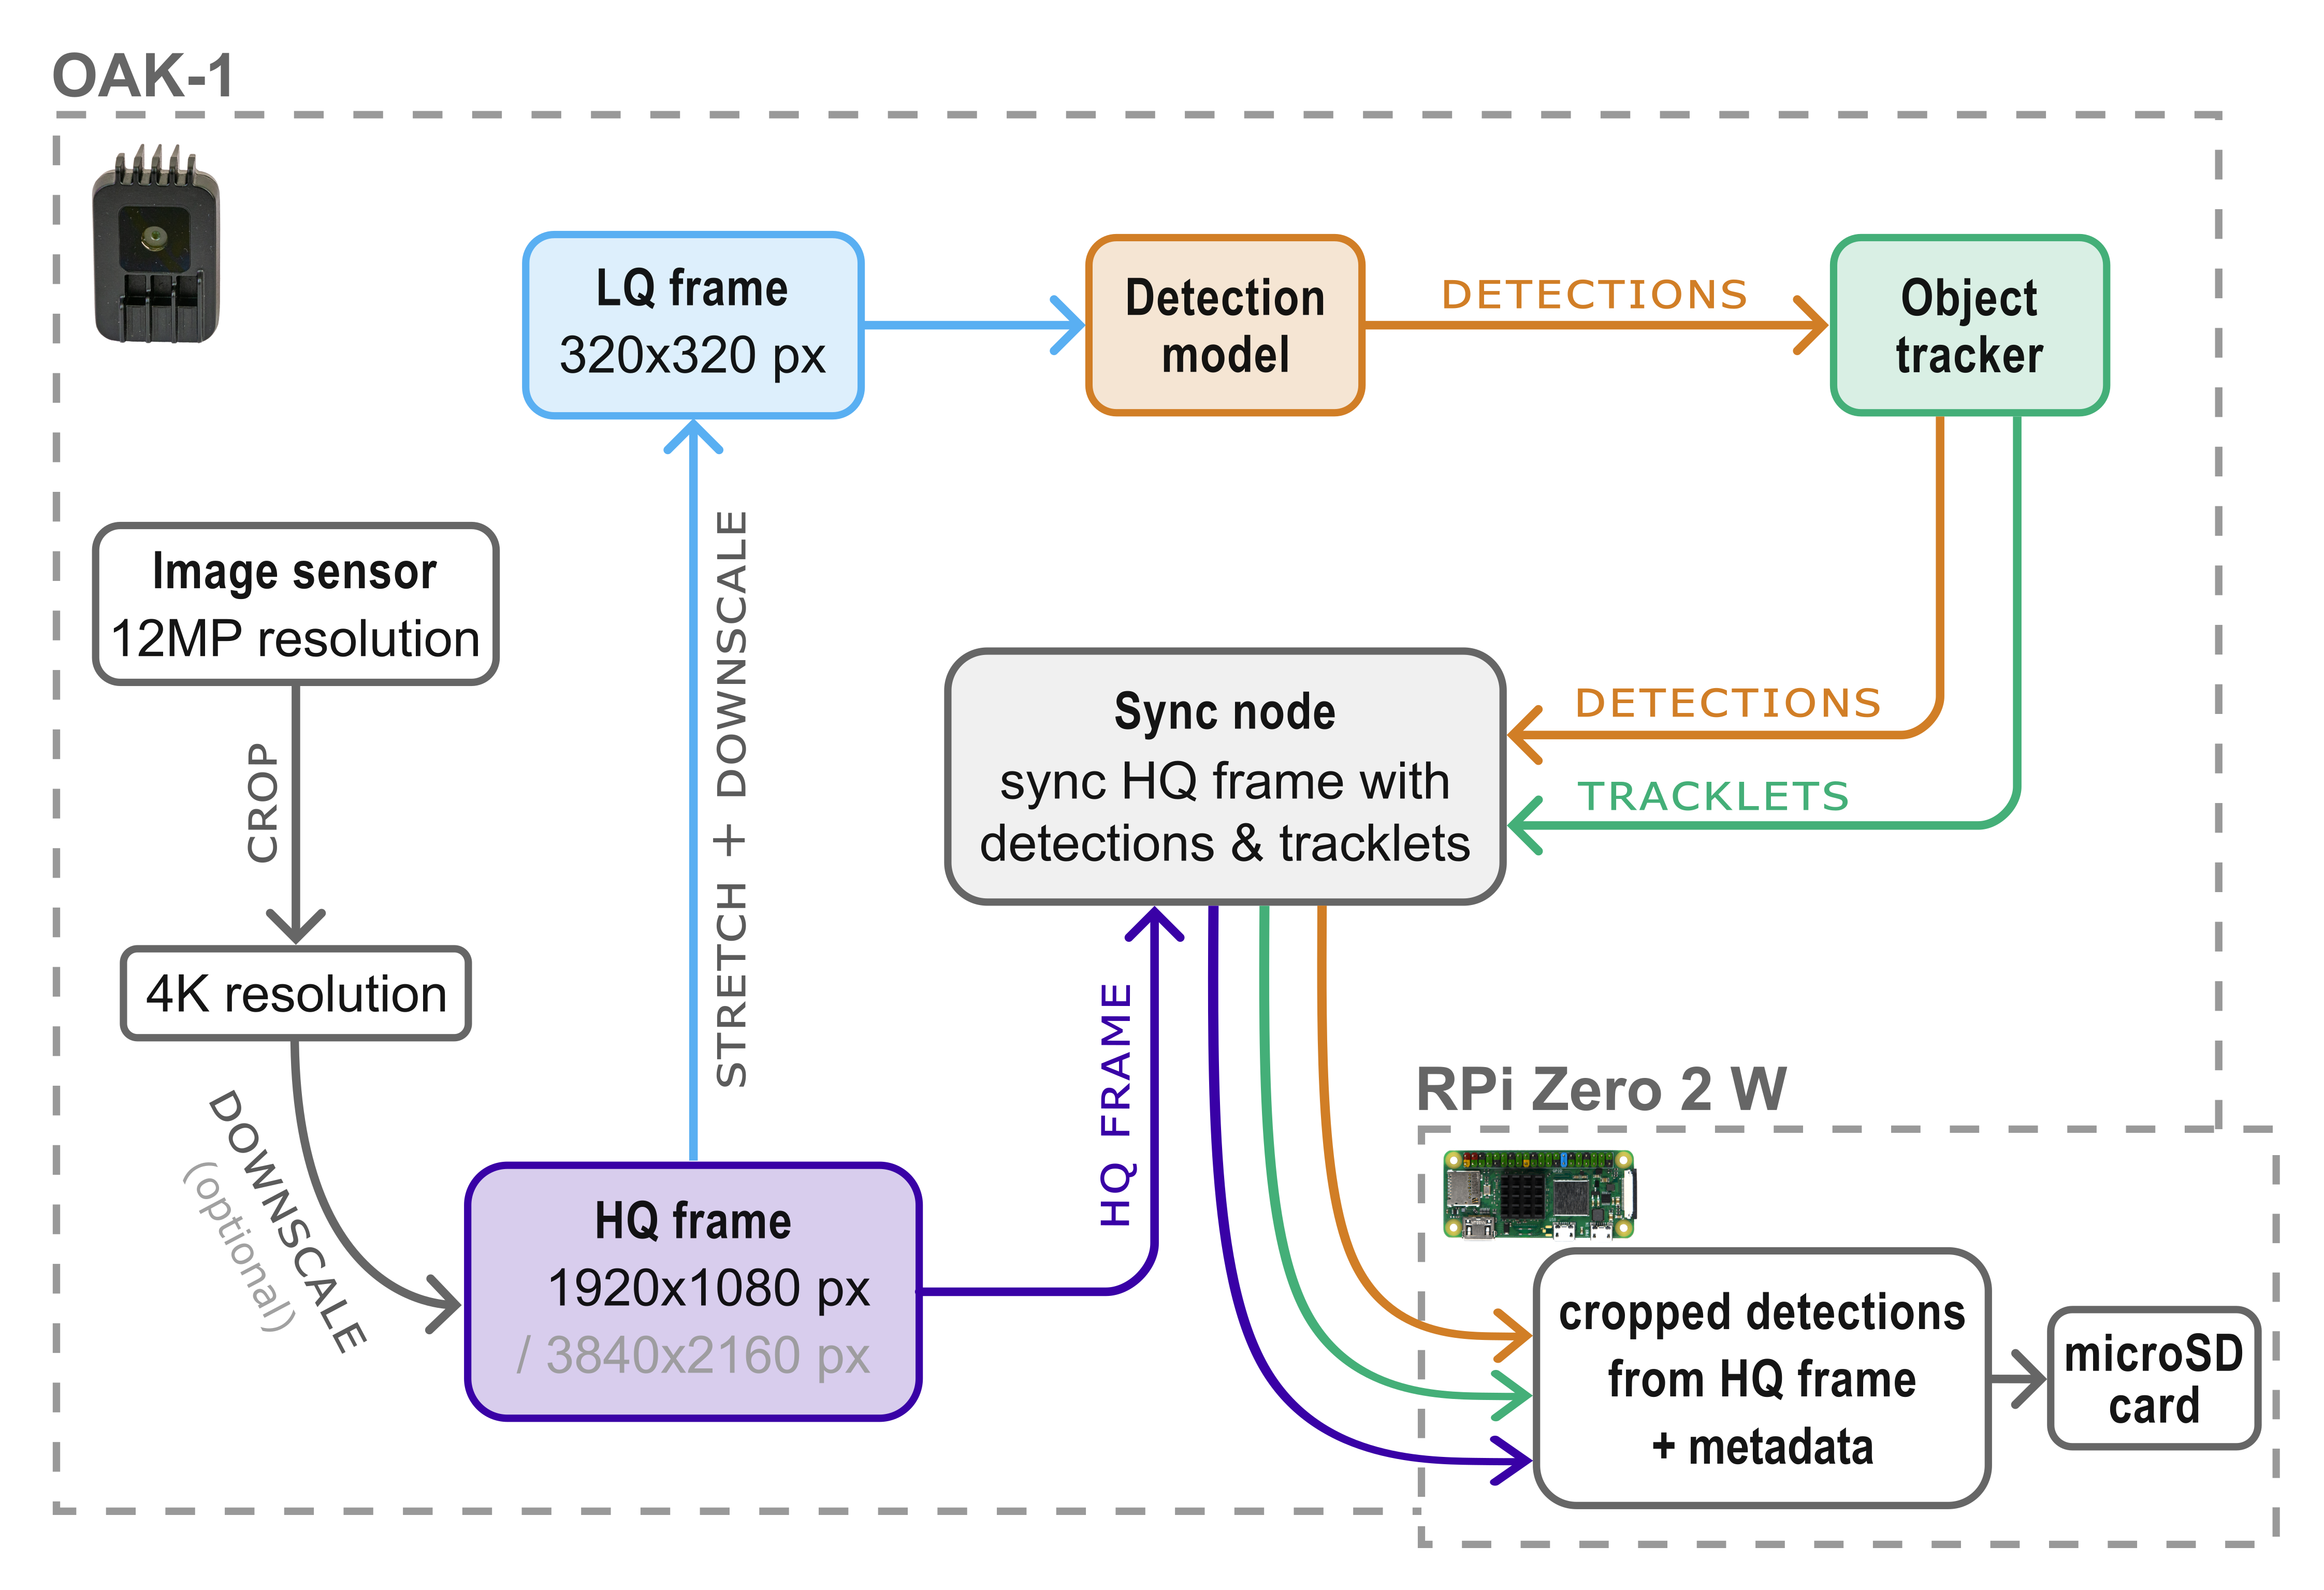 OAK-1
LQ frame
320x320 px
Detection
model
DETECTIONS
Object
tracker
Image sensor
12MP resolution
CROP
4K resolution
DOWNSCALE
(optional)
STRETCH + DOWNSCALE
HQ frame
1920x1080 px
/ 3840x2160 px
HQ FRAME
Sync node
sync HQ frame with
detections & tracklets
DETECTIONS
TRACKLETS
RPi Zero 2 W
cropped detections
from HQ frame
+ metadata
microSD
card